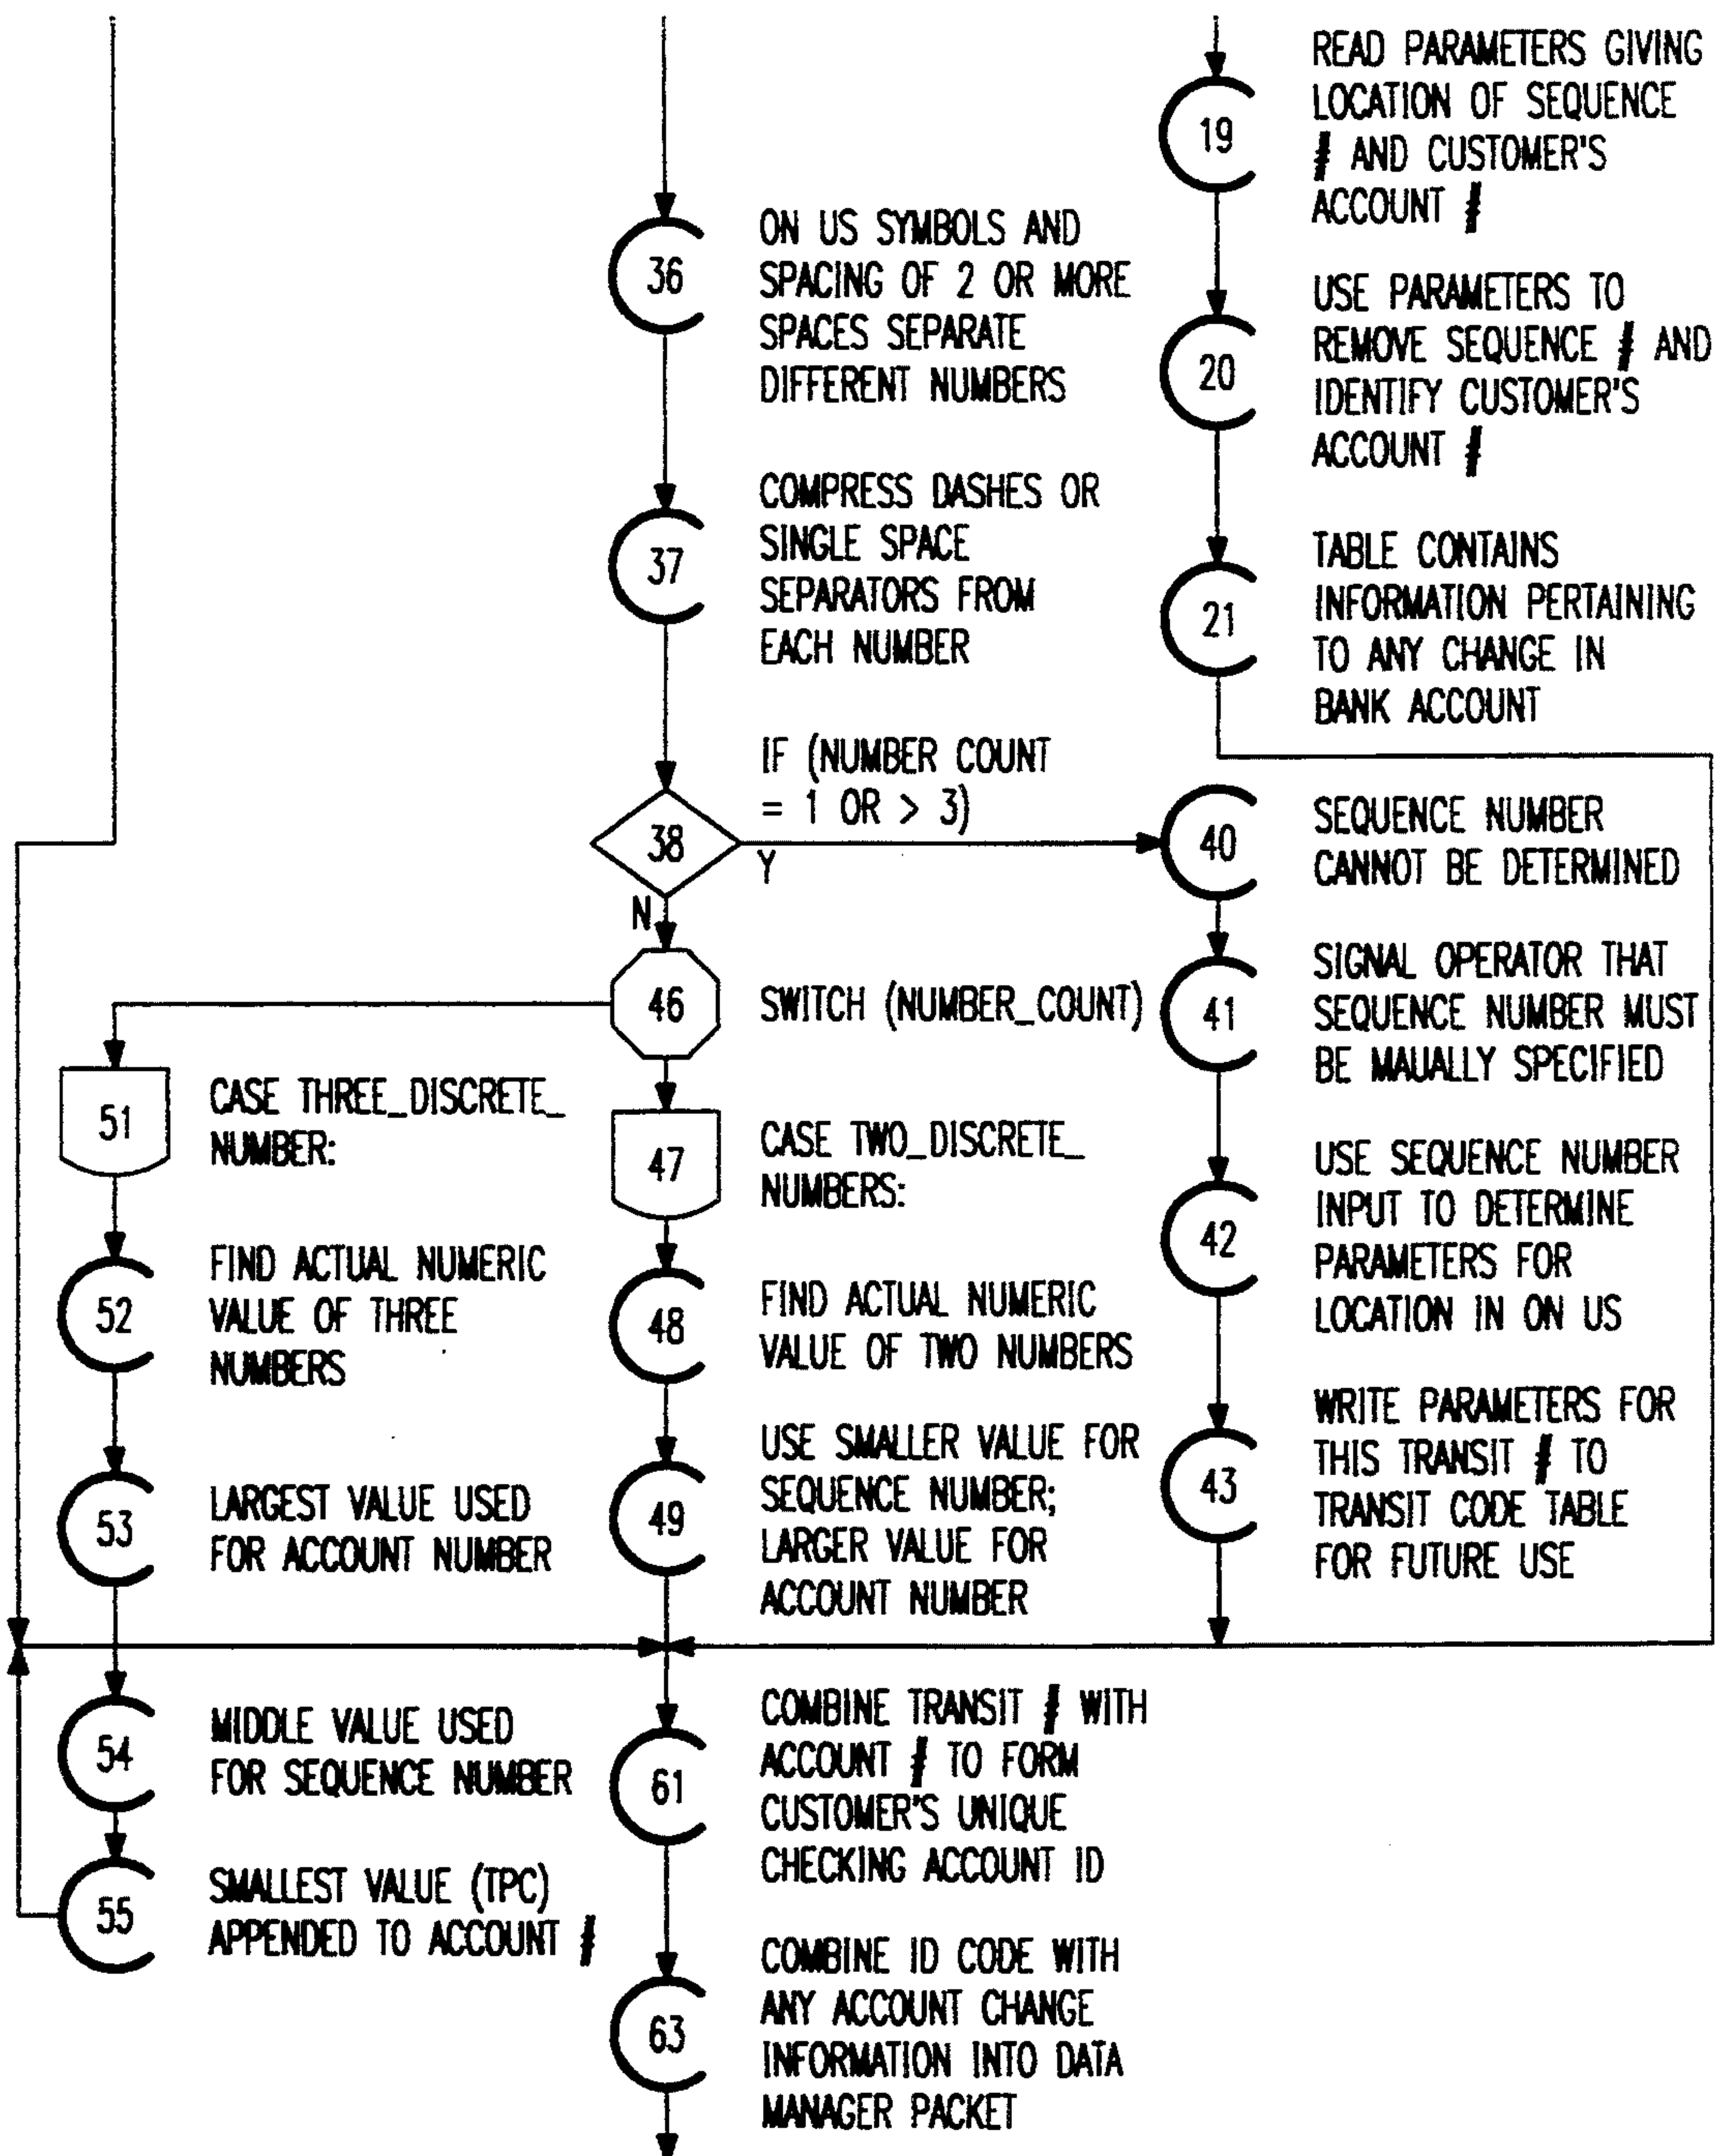 19
READ PARAMETERS GIVING
LOCATION OF SEQUENCE
# AND CUSTOMER'S
ACCOUNT #
36
ON US SYMBOLS AND
SPACING OF 2 OR MORE
SPACES SEPARATE
DIFFERENT NUMBERS
20
USE PARAMETERS TO
REMOVE SEQUENCE # AND
IDENTIFY CUSTOMER'S
ACCOUNT #
37
COMPRESS DASHES OR
SINGLE SPACE
SEPARATORS FROM
EACH NUMBER
21
TABLE CONTAINS
INFORMATION PERTAINING
TO ANY CHANGE IN
BANK ACCOUNT
38
IF (NUMBER COUNT
= 1 OR > 3)
Y
N
40
SEQUENCE NUMBER
CANNOT BE DETERMINED
46
SWITCH (NUMBER_COUNT)
41
SIGNAL OPERATOR THAT
SEQUENCE NUMBER MUST
BE MAUALLY SPECIFIED
51
CASE THREE_DISCRETE_
NUMBER:
47
CASE TWO_DISCRETE_
NUMBERS:
42
USE SEQUENCE NUMBER
INPUT TO DETERMINE
PARAMETERS FOR
LOCATION IN ON US
52
FIND ACTUAL NUMERIC
VALUE OF THREE
NUMBERS
48
FIND ACTUAL NUMERIC
VALUE OF TWO NUMBERS
43
WRITE PARAMETERS FOR
THIS TRANSIT # TO
TRANSIT CODE TABLE
FOR FUTURE USE
53
LARGEST VALUE USED
FOR ACCOUNT NUMBER
49
USE SMALLER VALUE FOR
SEQUENCE NUMBER;
LARGER VALUE FOR
ACCOUNT NUMBER
54
MIDDLE VALUE USED
FOR SEQUENCE NUMBER
61
COMBINE TRANSIT # WITH
ACCOUNT # TO FORM
CUSTOMER'S UNIQUE
CHECKING ACCOUNT ID
55
SMALLEST VALUE (TPC)
APPENDED TO ACCOUNT #
63
COMBINE ID CODE WITH
ANY ACCOUNT CHANGE
INFORMATION INTO DATA
MANAGER PACKET